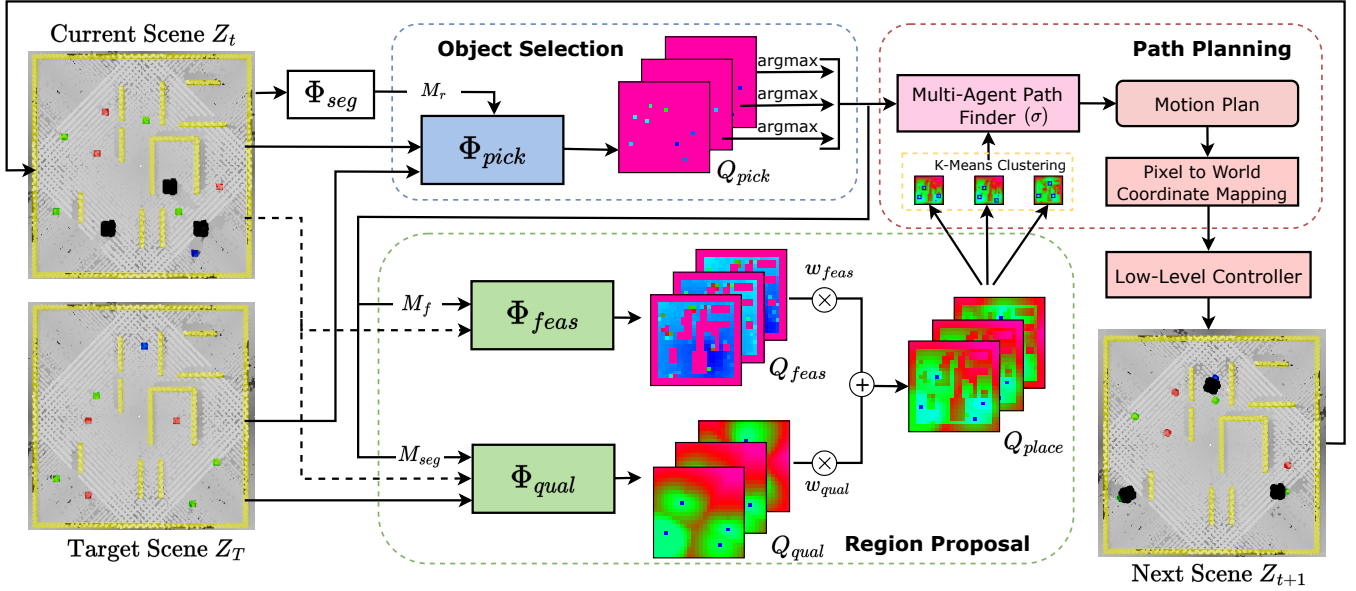 Current Scene Z_t
Object Selection
Path Planning
Φ_seg
M_r
Φ_pick
Q_pick
argmax
argmax
argmax
Multi-Agent Path
Finder (σ)
Motion Plan
K-Means Clustering
Pixel to World
Coordinate Mapping
Low-Level Controller
M_f
Φ_feas
Q_feas
w_feas
×
+
Q_place
M_seg
Φ_qual
Q_qual
×
w_qual
Region Proposal
Target Scene Z_T
Next Scene Z_{t+1}